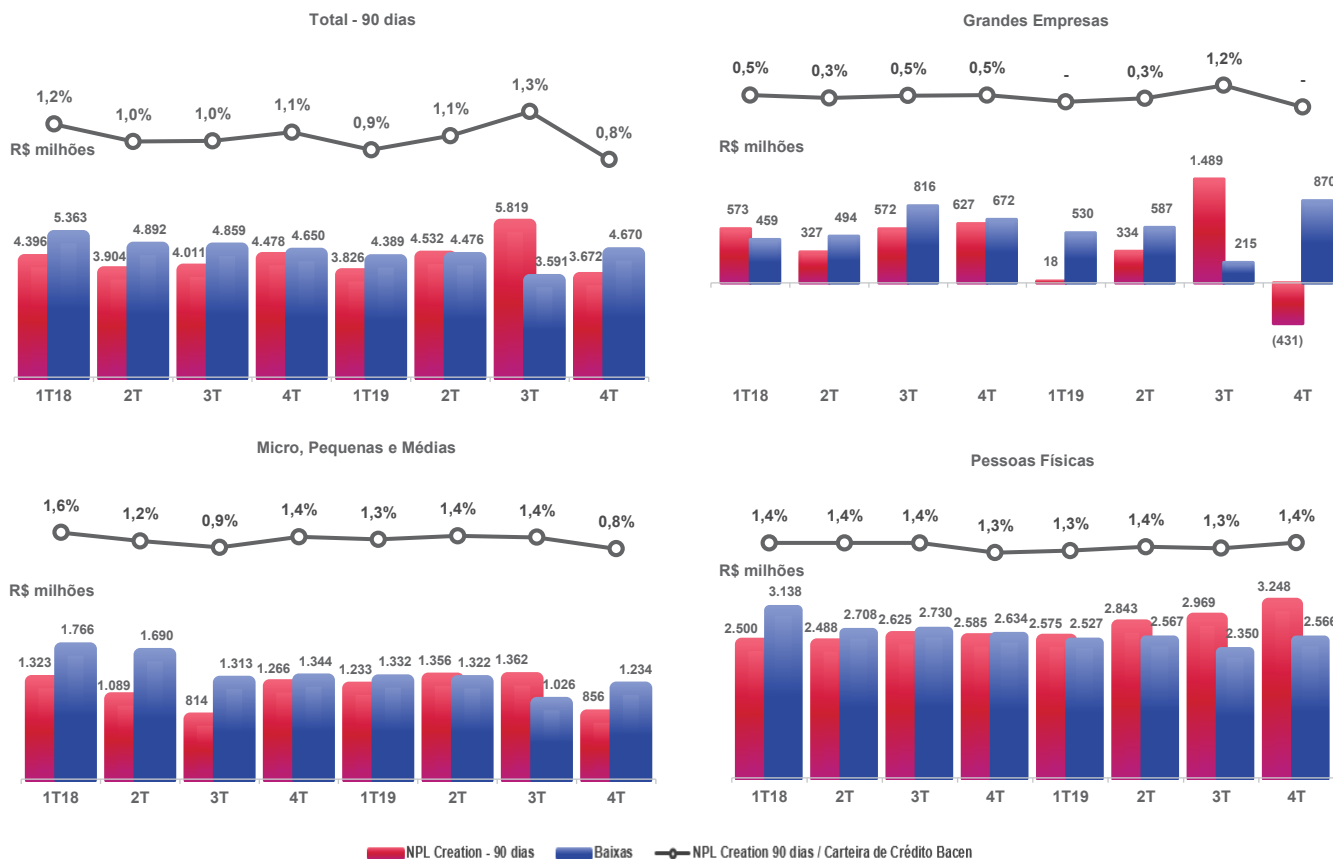 Total - 90 dias
1,2% 1,0% 1,0% 1,1% 0,9% 1,1% 1,3% 0,8%
R$ milhões
4.396 5.363 3.904 4.892 4.011 4.859 4.478 4.650 3.826 4.389 4.532 4.476 5.819 3.591 3.672 4.670
1T18 2T 3T 4T 1T19 2T 3T 4T
Grandes Empresas
0,5% 0,3% 0,5% 0,5% - 0,3% 1,2% -
R$ milhões
573 459 327 494 572 816 627 672 18 530 334 587 1.489 215 (431) 870
1T18 2T 3T 4T 1T19 2T 3T 4T
Micro, Pequenas e Médias
1,6% 1,2% 0,9% 1,4% 1,3% 1,4% 1,4% 0,8%
R$ milhões
1.323 1.766 1.089 1.690 814 1.313 1.266 1.344 1.233 1.332 1.356 1.322 1.362 1.026 856 1.234
1T18 2T 3T 4T 1T19 2T 3T 4T
Pessoas Físicas
1,4% 1,4% 1,4% 1,3% 1,3% 1,4% 1,3% 1,4%
R$ milhões
2.500 3.138 2.488 2.708 2.625 2.730 2.585 2.634 2.575 2.527 2.843 2.567 2.969 2.350 3.248 2.566
1T18 2T 3T 4T 1T19 2T 3T 4T
NPL Creation - 90 dias Baixas NPL Creation 90 dias / Carteira de Crédito Bacen